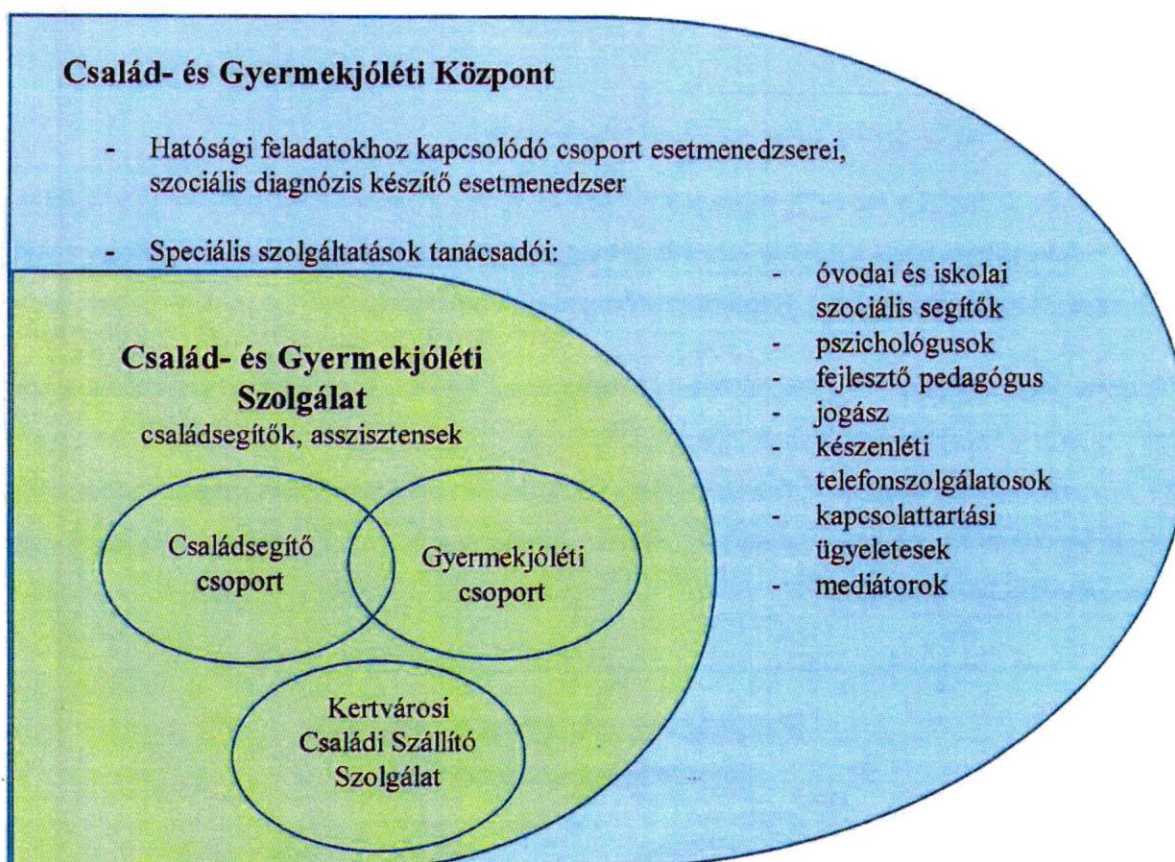 Család- és Gyermekjóléti Központ
- Hatósági feladatokhoz kapcsolódó csoport esetmenedzserei,
szociális diagnózis készítő esetmenedzser
- Speciális szolgáltatások tanácsadói:
- óvodai és iskolai
szociális segítők
- pszichológusok
- fejlesztő pedagógus
- jogász
- készenléti
telefonszolgálatosok
- kapcsolattartási
ügyeletesek
- mediátorok
Család- és Gyermekjóléti
Szolgálat
családsegítők, asszisztensek
Családsegítő
csoport
Gyermekjóléti
csoport
Kertvárosi
Családi Szállító
Szolgálat